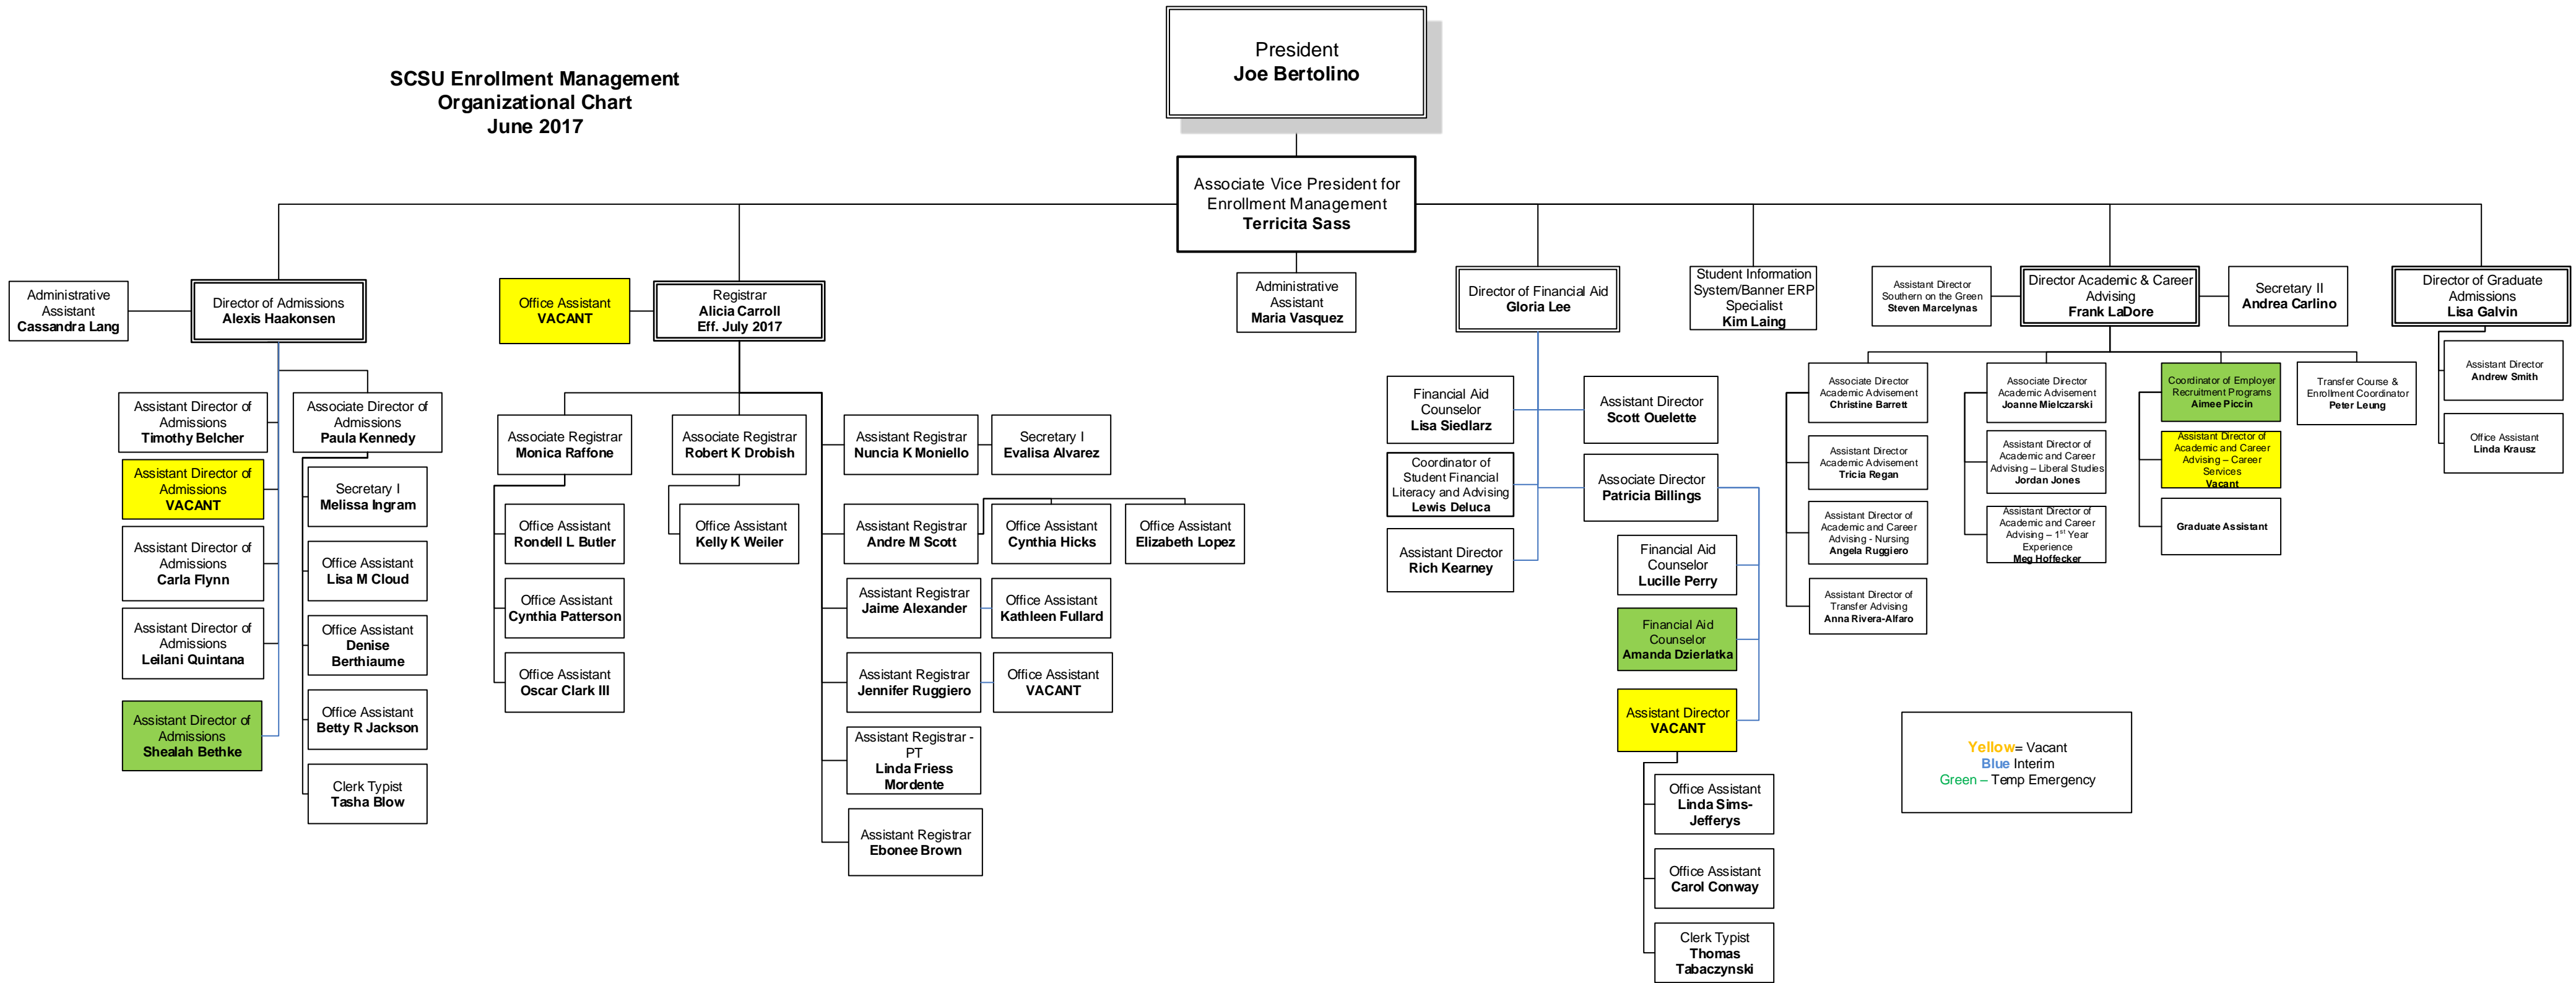 SCSU Enrollment Management
Organizational Chart
June 2017
President
Joe Bertolino
Associate Vice President for
Enrollment Management
Terricita Sass
Administrative
Assistant
Maria Vasquez
Administrative
Assistant
Cassandra Lang
Director of Admissions
Alexis Haakonsen
Assistant Director of
Admissions
Timothy Belcher
Assistant Director of
Admissions
VACANT
Assistant Director of
Admissions
Carla Flynn
Assistant Director of
Admissions
Leilani Quintana
Assistant Director of
Admissions
Shealah Bethke
Associate Director of
Admissions
Paula Kennedy
Secretary I
Melissa Ingram
Office Assistant
Lisa M Cloud
Office Assistant
Denise
Berthiaume
Office Assistant
Betty R Jackson
Clerk Typist
Tasha Blow
Office Assistant
VACANT
Registrar
Alicia Carroll
Eff. July 2017
Associate Registrar
Monica Raffone
Office Assistant
Rondell L Butler
Office Assistant
Cynthia Patterson
Office Assistant
Oscar Clark III
Associate Registrar
Robert K Drobish
Office Assistant
Kelly K Weiler
Assistant Registrar
Nuncia K Moniello
Secretary I
Evalisa Alvarez
Assistant Registrar
Andre M Scott
Office Assistant
Cynthia Hicks
Office Assistant
Elizabeth Lopez
Assistant Registrar
Jaime Alexander
Office Assistant
Kathleen Fullard
Assistant Registrar
Jennifer Ruggiero
Office Assistant
VACANT
Assistant Registrar -
PT
Linda Friess
Mordente
Assistant Registrar
Ebonee Brown
Director of Financial Aid
Gloria Lee
Financial Aid
Counselor
Lisa Siedlarz
Coordinator of
Student Financial
Literacy and Advising
Lewis Deluca
Assistant Director
Rich Kearney
Assistant Director
Scott Ouelette
Associate Director
Patricia Billings
Financial Aid
Counselor
Lucille Perry
Financial Aid
Counselor
Amanda Dzierlatka
Assistant Director
VACANT
Office Assistant
Linda Sims-
Jefferys
Office Assistant
Carol Conway
Clerk Typist
Thomas
Tabaczynski
Student Information
System/Banner ERP
Specialist
Kim Laing
Assistant Director
Southern on the Green
Steven Marcelynas
Director Academic & Career
Advising
Frank LaDore
Secretary II
Andrea Carlino
Associate Director
Academic Advisement
Christine Barrett
Assistant Director
Academic Advisement
Tricia Regan
Assistant Director of
Academic and Career
Advising - Nursing
Angela Ruggiero
Assistant Director of
Transfer Advising
Anna Rivera-Alfaro
Associate Director
Academic Advisement
Joanne Mielczarski
Assistant Director of
Academic and Career
Advising – Liberal Studies
Jordan Jones
Assistant Director of
Academic and Career
Advising – 1st Year
Experience
Meg Hoffecker
Coordinator of Employer
Recruitment Programs
Aimee Piccin
Assistant Director of
Academic and Career
Advising – Career
Services
Vacant
Graduate Assistant
Transfer Course &
Enrollment Coordinator
Peter Leung
Director of Graduate
Admissions
Lisa Galvin
Assistant Director
Andrew Smith
Office Assistant
Linda Krausz
Yellow= Vacant
Blue Interim
Green – Temp Emergency